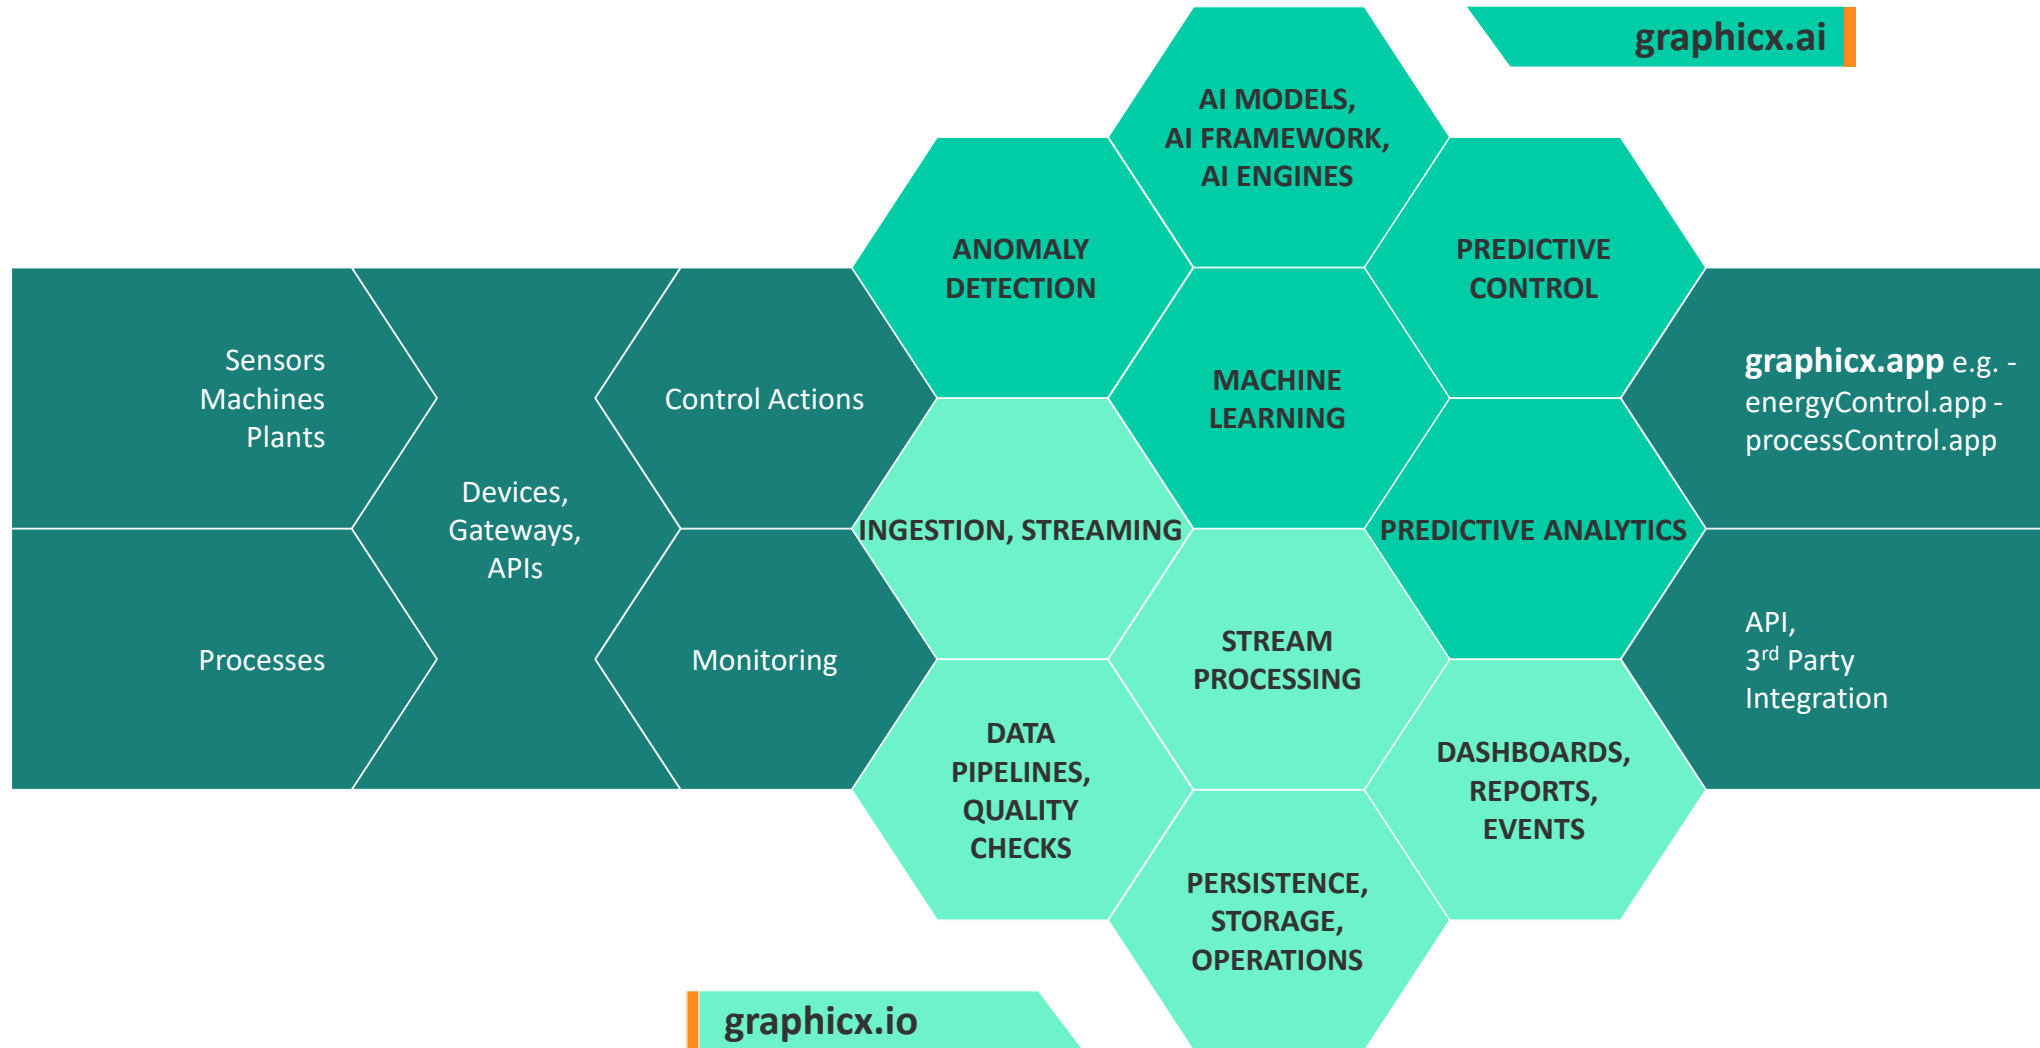 graphicx.ai
AI MODELS,
AI FRAMEWORK,
AI ENGINES
ANOMALY
DETECTION
PREDICTIVE
CONTROL
Sensors
Machines
Plants
Control Actions
MACHINE
LEARNING
graphicx.app e.g. -
energyControl.app -
processControl.app
Devices,
Gateways,
APIs
INGESTION, STREAMING
PREDICTIVE ANALYTICS
Processes
Monitoring
STREAM
PROCESSING
API,
3rd Party
Integration
DATA
PIPELINES,
QUALITY
CHECKS
DASHBOARDS,
REPORTS,
EVENTS
PERSISTENCE,
STORAGE,
OPERATIONS
graphicx.io